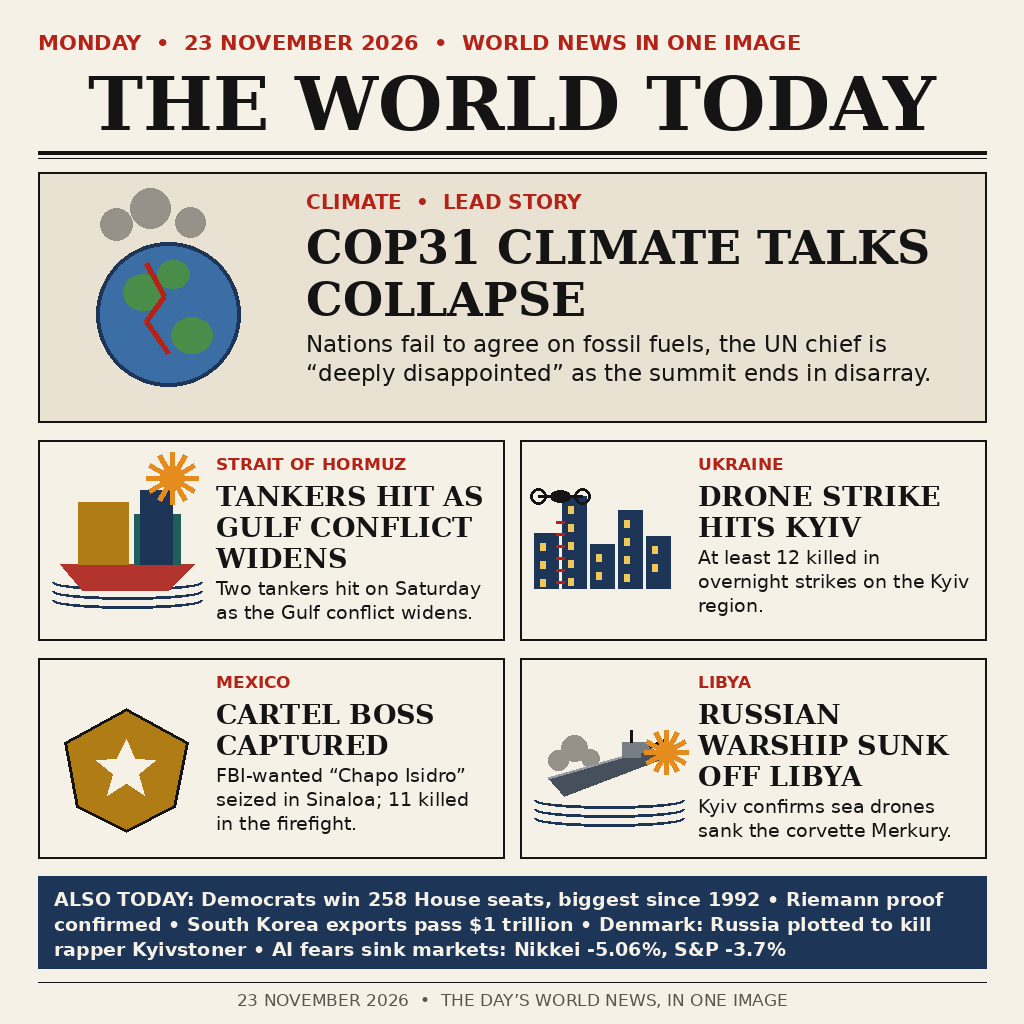 MONDAY • 23 NOVEMBER 2026 • WORLD NEWS IN ONE IMAGE
THE WORLD TODAY
CLIMATE • LEAD STORY
COP31 CLIMATE TALKS
COLLAPSE
Nations fail to agree on fossil fuels, the UN chief is
“deeply disappointed” as the summit ends in disarray.
STRAIT OF HORMUZ
TANKERS HIT AS
GULF CONFLICT
WIDENS
Two tankers hit on Saturday
as the Gulf conflict widens.
UKRAINE
DRONE STRIKE
HITS KYIV
At least 12 killed in
overnight strikes on the Kyiv
region.
MEXICO
CARTEL BOSS
CAPTURED
FBI-wanted “Chapo Isidro”
seized in Sinaloa; 11 killed
in the firefight.
LIBYA
RUSSIAN
WARSHIP SUNK
OFF LIBYA
Kyiv confirms sea drones
sank the corvette Merkury.
ALSO TODAY: Democrats win 258 House seats, biggest since 1992 • Riemann proof
confirmed • South Korea exports pass $1 trillion • Denmark: Russia plotted to kill
rapper Kyivstoner • AI fears sink markets: Nikkei -5.06%, S&P -3.7%
23 NOVEMBER 2026 • THE DAY’S WORLD NEWS, IN ONE IMAGE